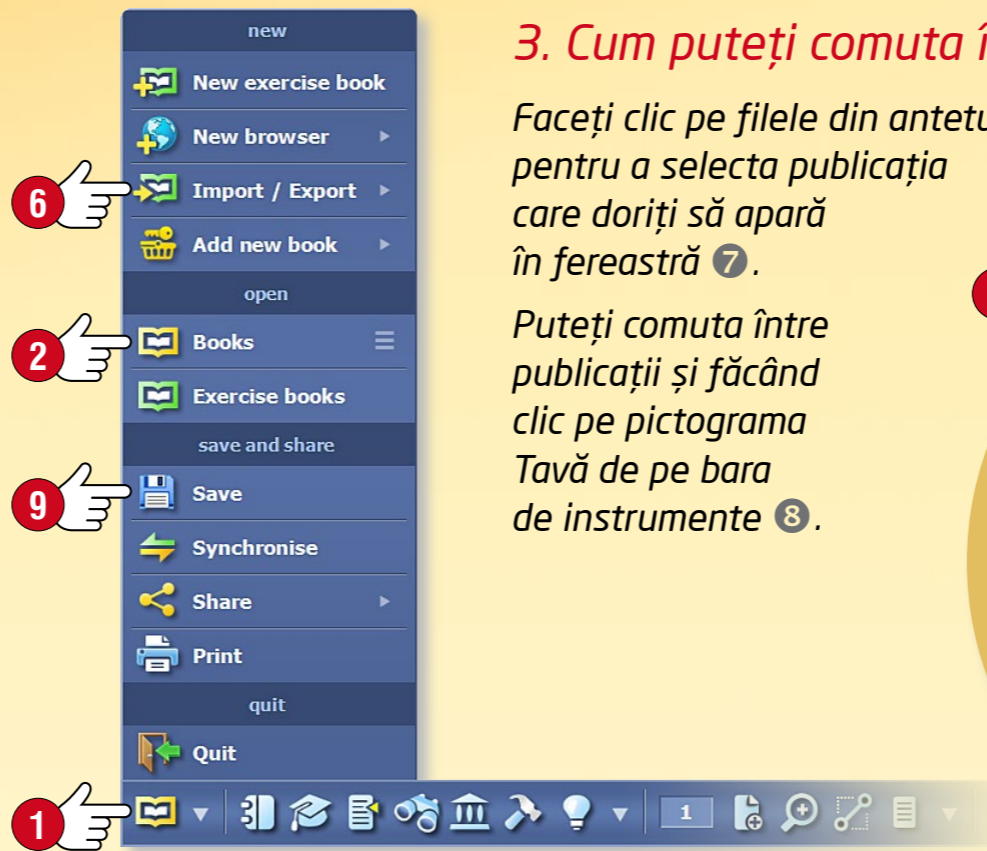 new
New exercise book
New browser
6
Import / Export
Add new book
open
2
Books
Exercise books
save and share
9
Save
Synchronise
Share
Print
quit
Quit
1
1
3. Cum puteți comuta î
Faceți clic pe filele din antetu
pentru a selecta publicația
care doriți să apară
în fereastră 7.
Puteți comuta între
publicații și făcând
clic pe pictograma
Tavă de pe bara
de instrumente 8.